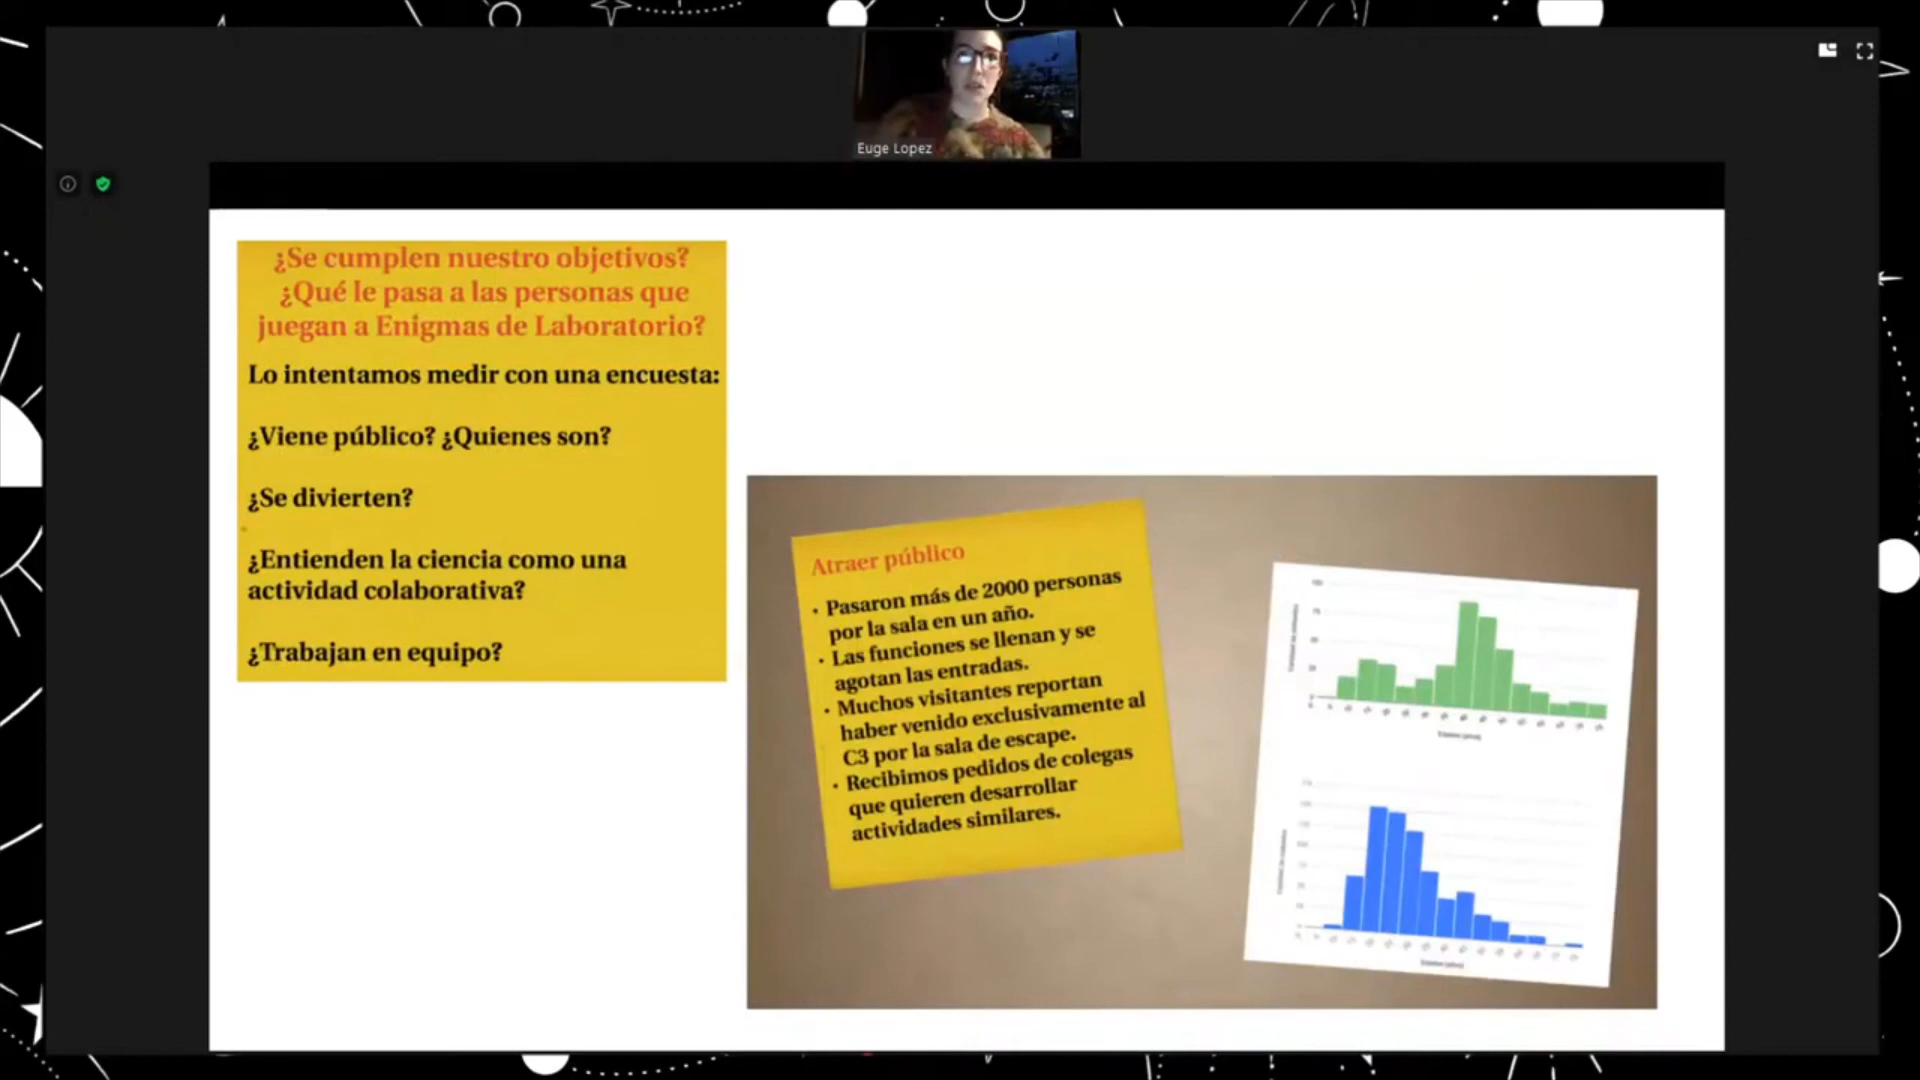 Euge Lopez
¿Se cumplen nuestro objetivos?
¿Qué le pasa a las personas que
juegan a Enigmas de Laboratorio?
Lo intentamos medir con una encuesta:
¿Viene público? ¿Quienes son?
¿Se divierten?
¿Entienden la ciencia como una
actividad colaborativa?
¿Trabajan en equipo?
Atraer público
• Pasaron más de 2000 personas
por la sala en un año.
• Las funciones se llenan y se
agotan las entradas.
• Muchos visitantes reportan
haber venido exclusivamente al
C3 por la sala de escape.
• Recibimos pedidos de colegas
que quieren desarrollar
actividades similares.